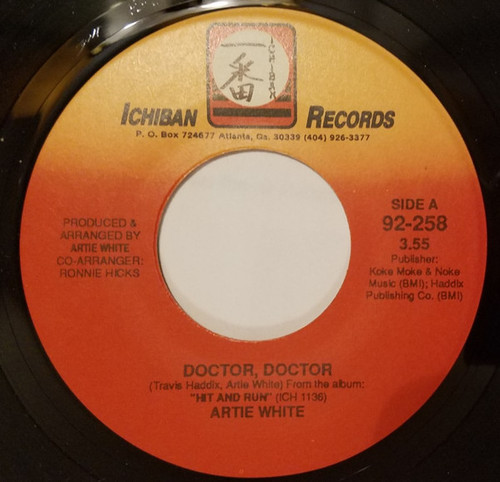 一番
ICHIBAN
ICHIBAN RECORDS
P. O. Box 724677 Atlanta, Ga. 30339 (404) 926-3377
SIDE A
92-258
3.55
Publisher:
Koke Moke & Noke
Music (BMI); Haddix
Publishing Co. (BMI)
PRODUCED &
ARRANGED BY
ARTIE WHITE
CO-ARRANGER:
RONNIE HICKS
DOCTOR, DOCTOR
(Travis Haddix, Artie White) From the album:
"HIT AND RUN" (ICH 1136)
ARTIE WHITE